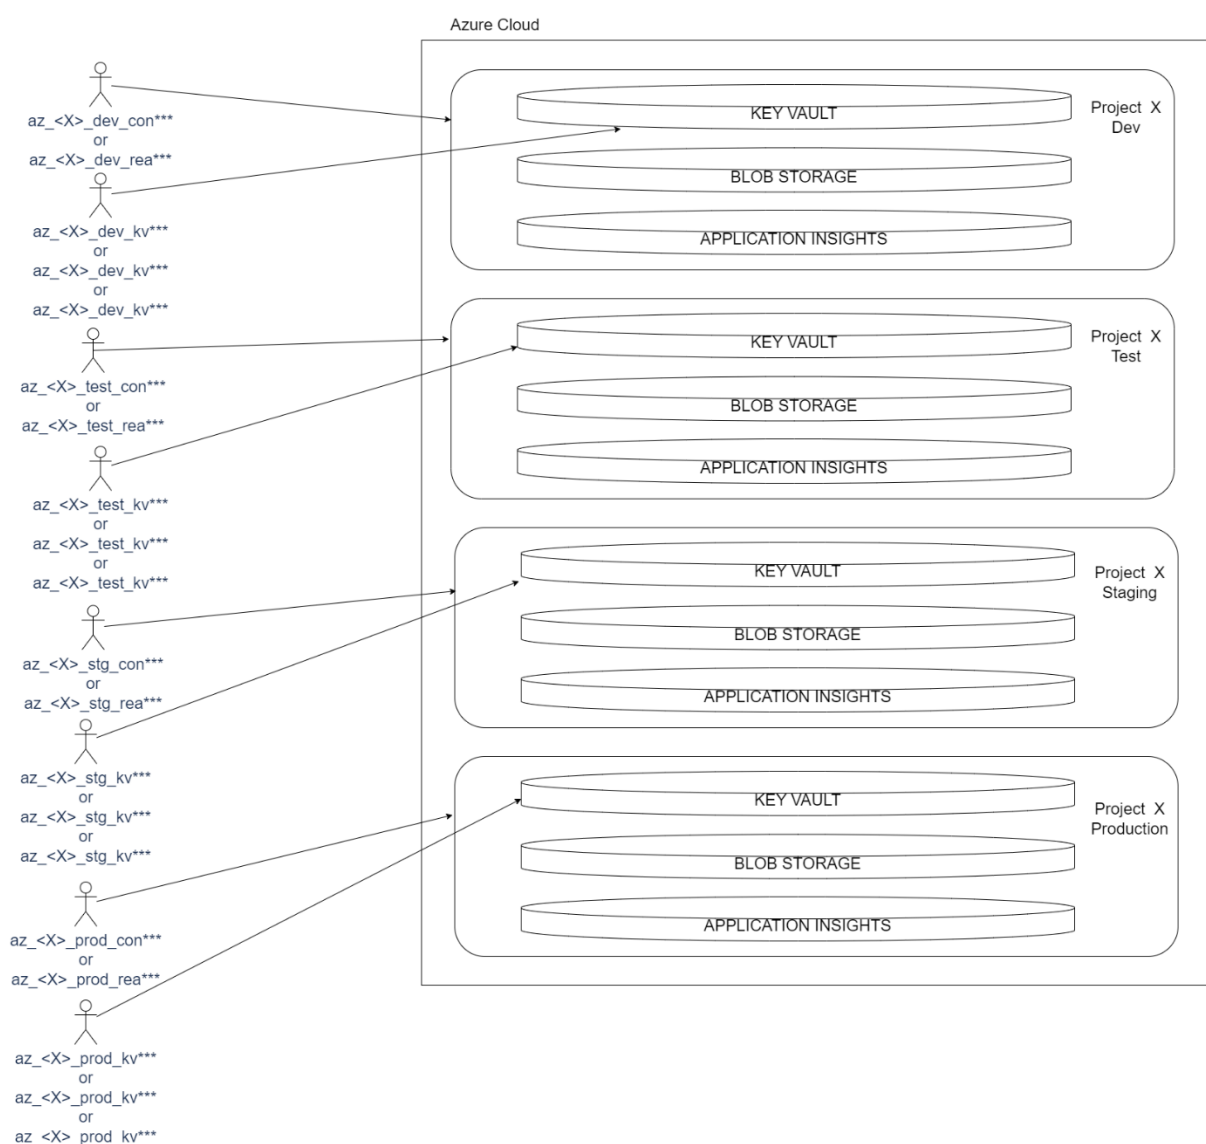 Azure Cloud
az_<X>_dev_con***
or
az_<X>_dev_rea***
az_<X>_dev_kv***
or
az_<X>_dev_kv***
or
az_<X>_dev_kv***
az_<X>_test_con***
or
az_<X>_test_rea***
az_<X>_test_kv***
or
az_<X>_test_kv***
or
az_<X>_test_kv***
az_<X>_stg_con***
or
az_<X>_stg_rea***
az_<X>_stg_kv***
or
az_<X>_stg_kv***
or
az_<X>_stg_kv***
az_<X>_prod_con***
or
az_<X>_prod_rea***
az_<X>_prod_kv***
or
az_<X>_prod_kv***
or
az_<X>_prod_kv***
KEY VAULT
BLOB STORAGE
APPLICATION INSIGHTS
Project X
Dev
KEY VAULT
BLOB STORAGE
APPLICATION INSIGHTS
Project X
Test
KEY VAULT
BLOB STORAGE
APPLICATION INSIGHTS
Project X
Staging
KEY VAULT
BLOB STORAGE
APPLICATION INSIGHTS
Project X
Production